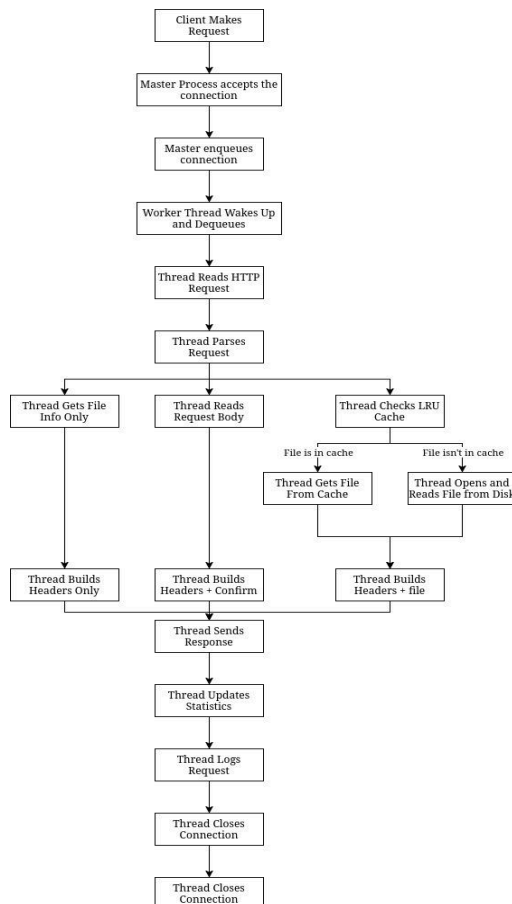 Client Makes
Request
Master Process accepts the
connection
Master enqueues
connection
Worker Thread Wakes Up
and Dequeues
Thread Reads HTTP
Request
Thread Parses
Request
Thread Gets File
Info Only
Thread Reads
Request Body
Thread Checks LRU
Cache
File is in cache
File isn't in cache
Thread Gets File
From Cache
Thread Opens and
Reads File from Disk
Thread Builds
Headers Only
Thread Builds
Headers + Confirm
Thread Builds
Headers + file
Thread Sends
Response
Thread Updates
Statistics
Thread Logs
Request
Thread Closes
Connection
Thread Closes
Connection